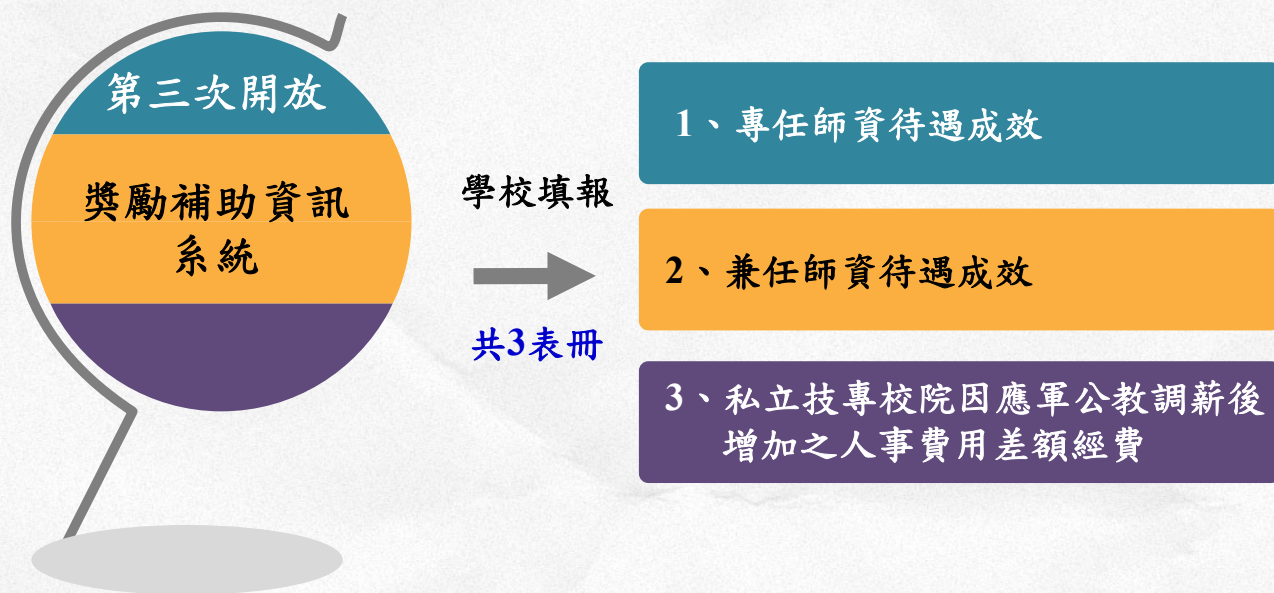 第三次開放
獎勵補助資訊
系統
學校填報
共3表冊
1、專任師資待遇成效
2、兼任師資待遇成效
3、私立技專校院因應軍公教調薪後
增加之人事費用差額經費